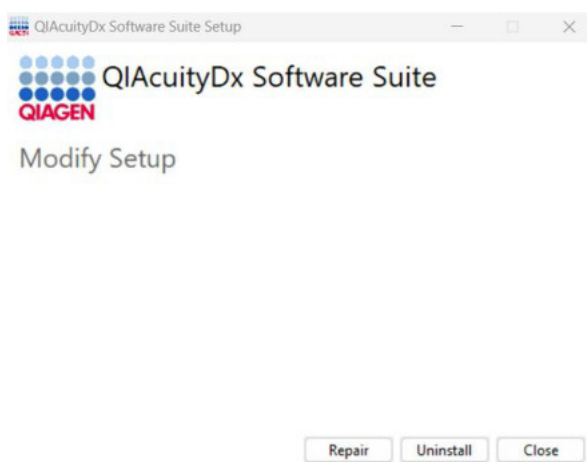 QIAcuityDx Software Suite Setup
QIAcuityDx Software Suite
QIAGEN
Modify Setup
Repair Uninstall Close